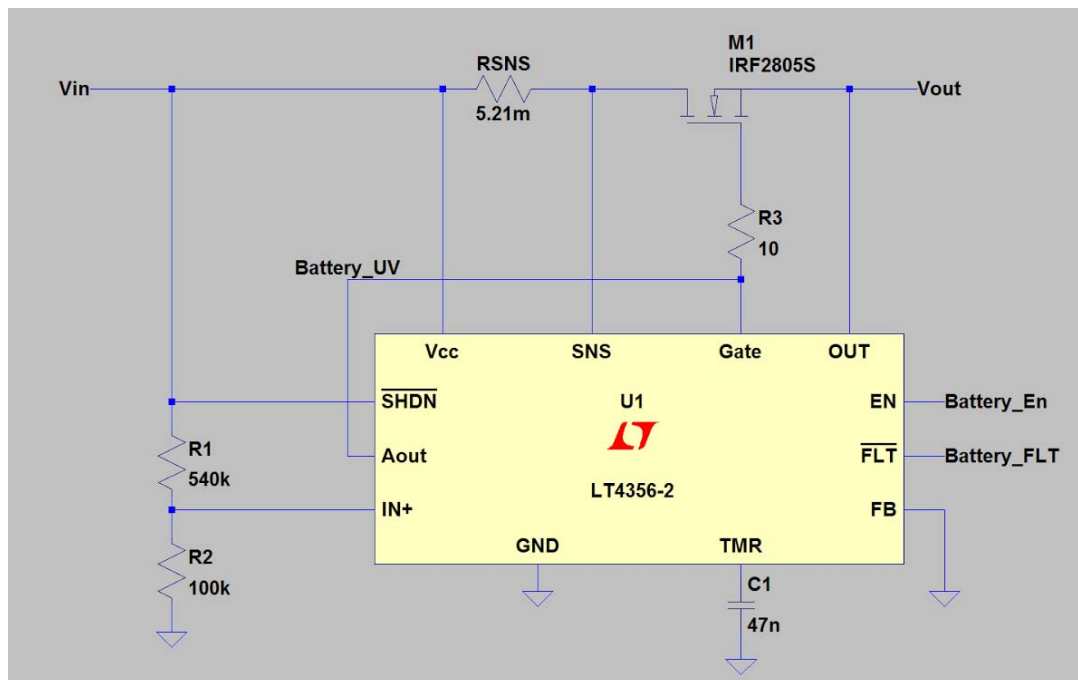 M1
IRF2805S
RSNS
5.21m
Vin
Vout
R3
10
Battery_UV
Vcc
SNS
Gate
OUT
SHDN
U1
EN
Battery_En
R1
540k
Aout
FLT
Battery_FLT
LT4356-2
IN+
FB
R2
100k
GND
TMR
C1
47n